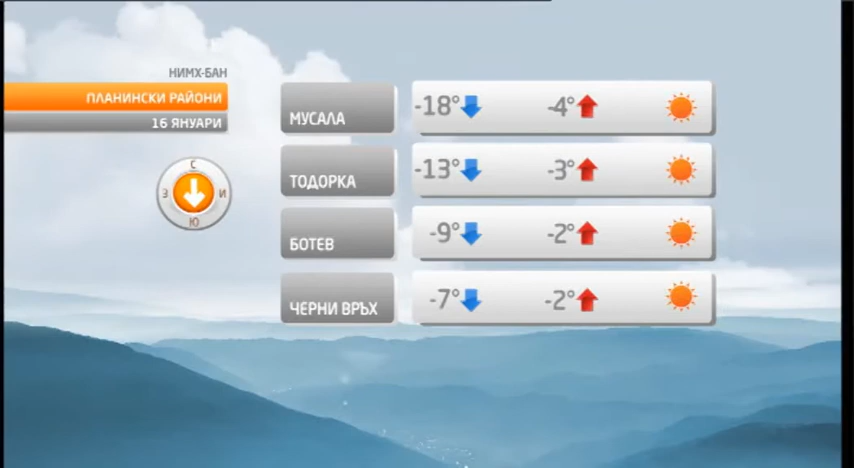 НИМХ-БАН
ПЛАНИНСКИ РАЙОНИ
16 ЯНУАРИ
С
З И
Ю
МУСАЛА -18° -4°
ТОДОРКА -13° -3°
БОТЕВ -9° -2°
ЧЕРНИ ВРЪХ -7° -2°